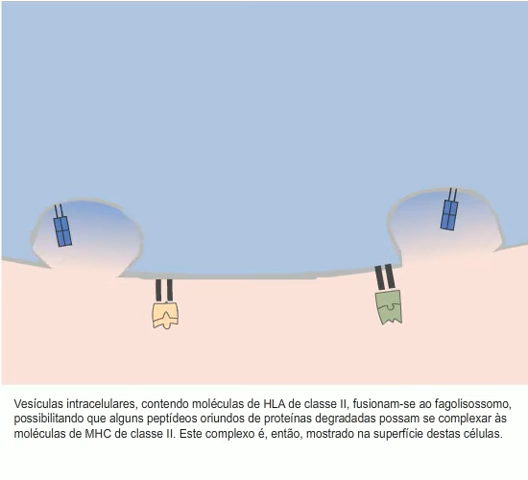 Vesículas intracelulares, contendo moléculas de HLA de classe II, fusionam-se ao fagolisossomo,
possibilitando que alguns peptídeos oriundos de proteínas degradadas possam se complexar às
moléculas de MHC de classe II. Este complexo é, então, mostrado na superfície destas células.